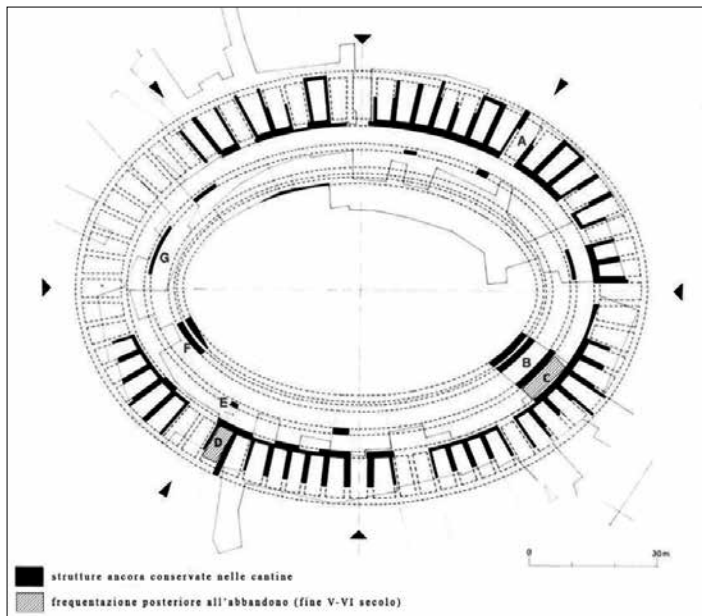 A
G
B
F
C
E
D
0 30m
strutture ancora conservate nelle cantine
frequentazione posteriore all'abbandono (fine V-VI secolo)